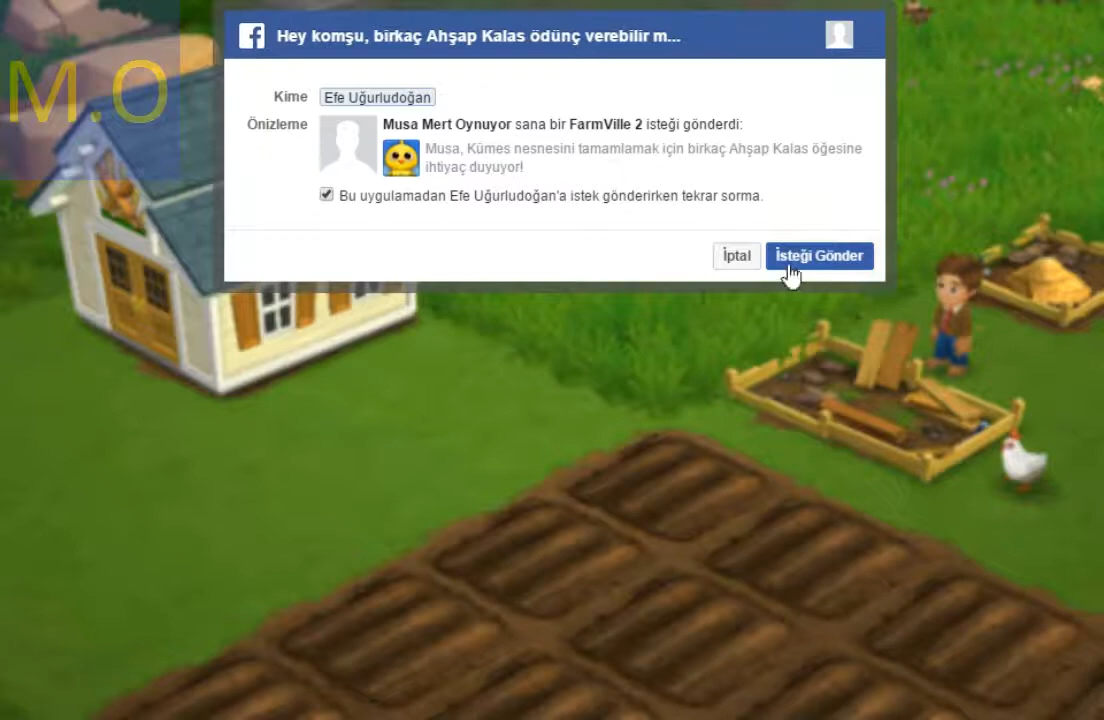 M.O
Hey komşu, birkaç Ahşap Kalas ödünç verebilir m...
Kime Efe Uğurludoğan
Önizleme Musa Mert Oynuyor sana bir FarmVille 2 isteği gönderdi:
Musa, Kümes nesnesini tamamlamak için birkaç Ahşap Kalas öğesine
ihtiyaç duyuyor!
Bu uygulamadan Efe Uğurludoğan'a istek gönderirken tekrar sorma.
İptal İsteği Gönder